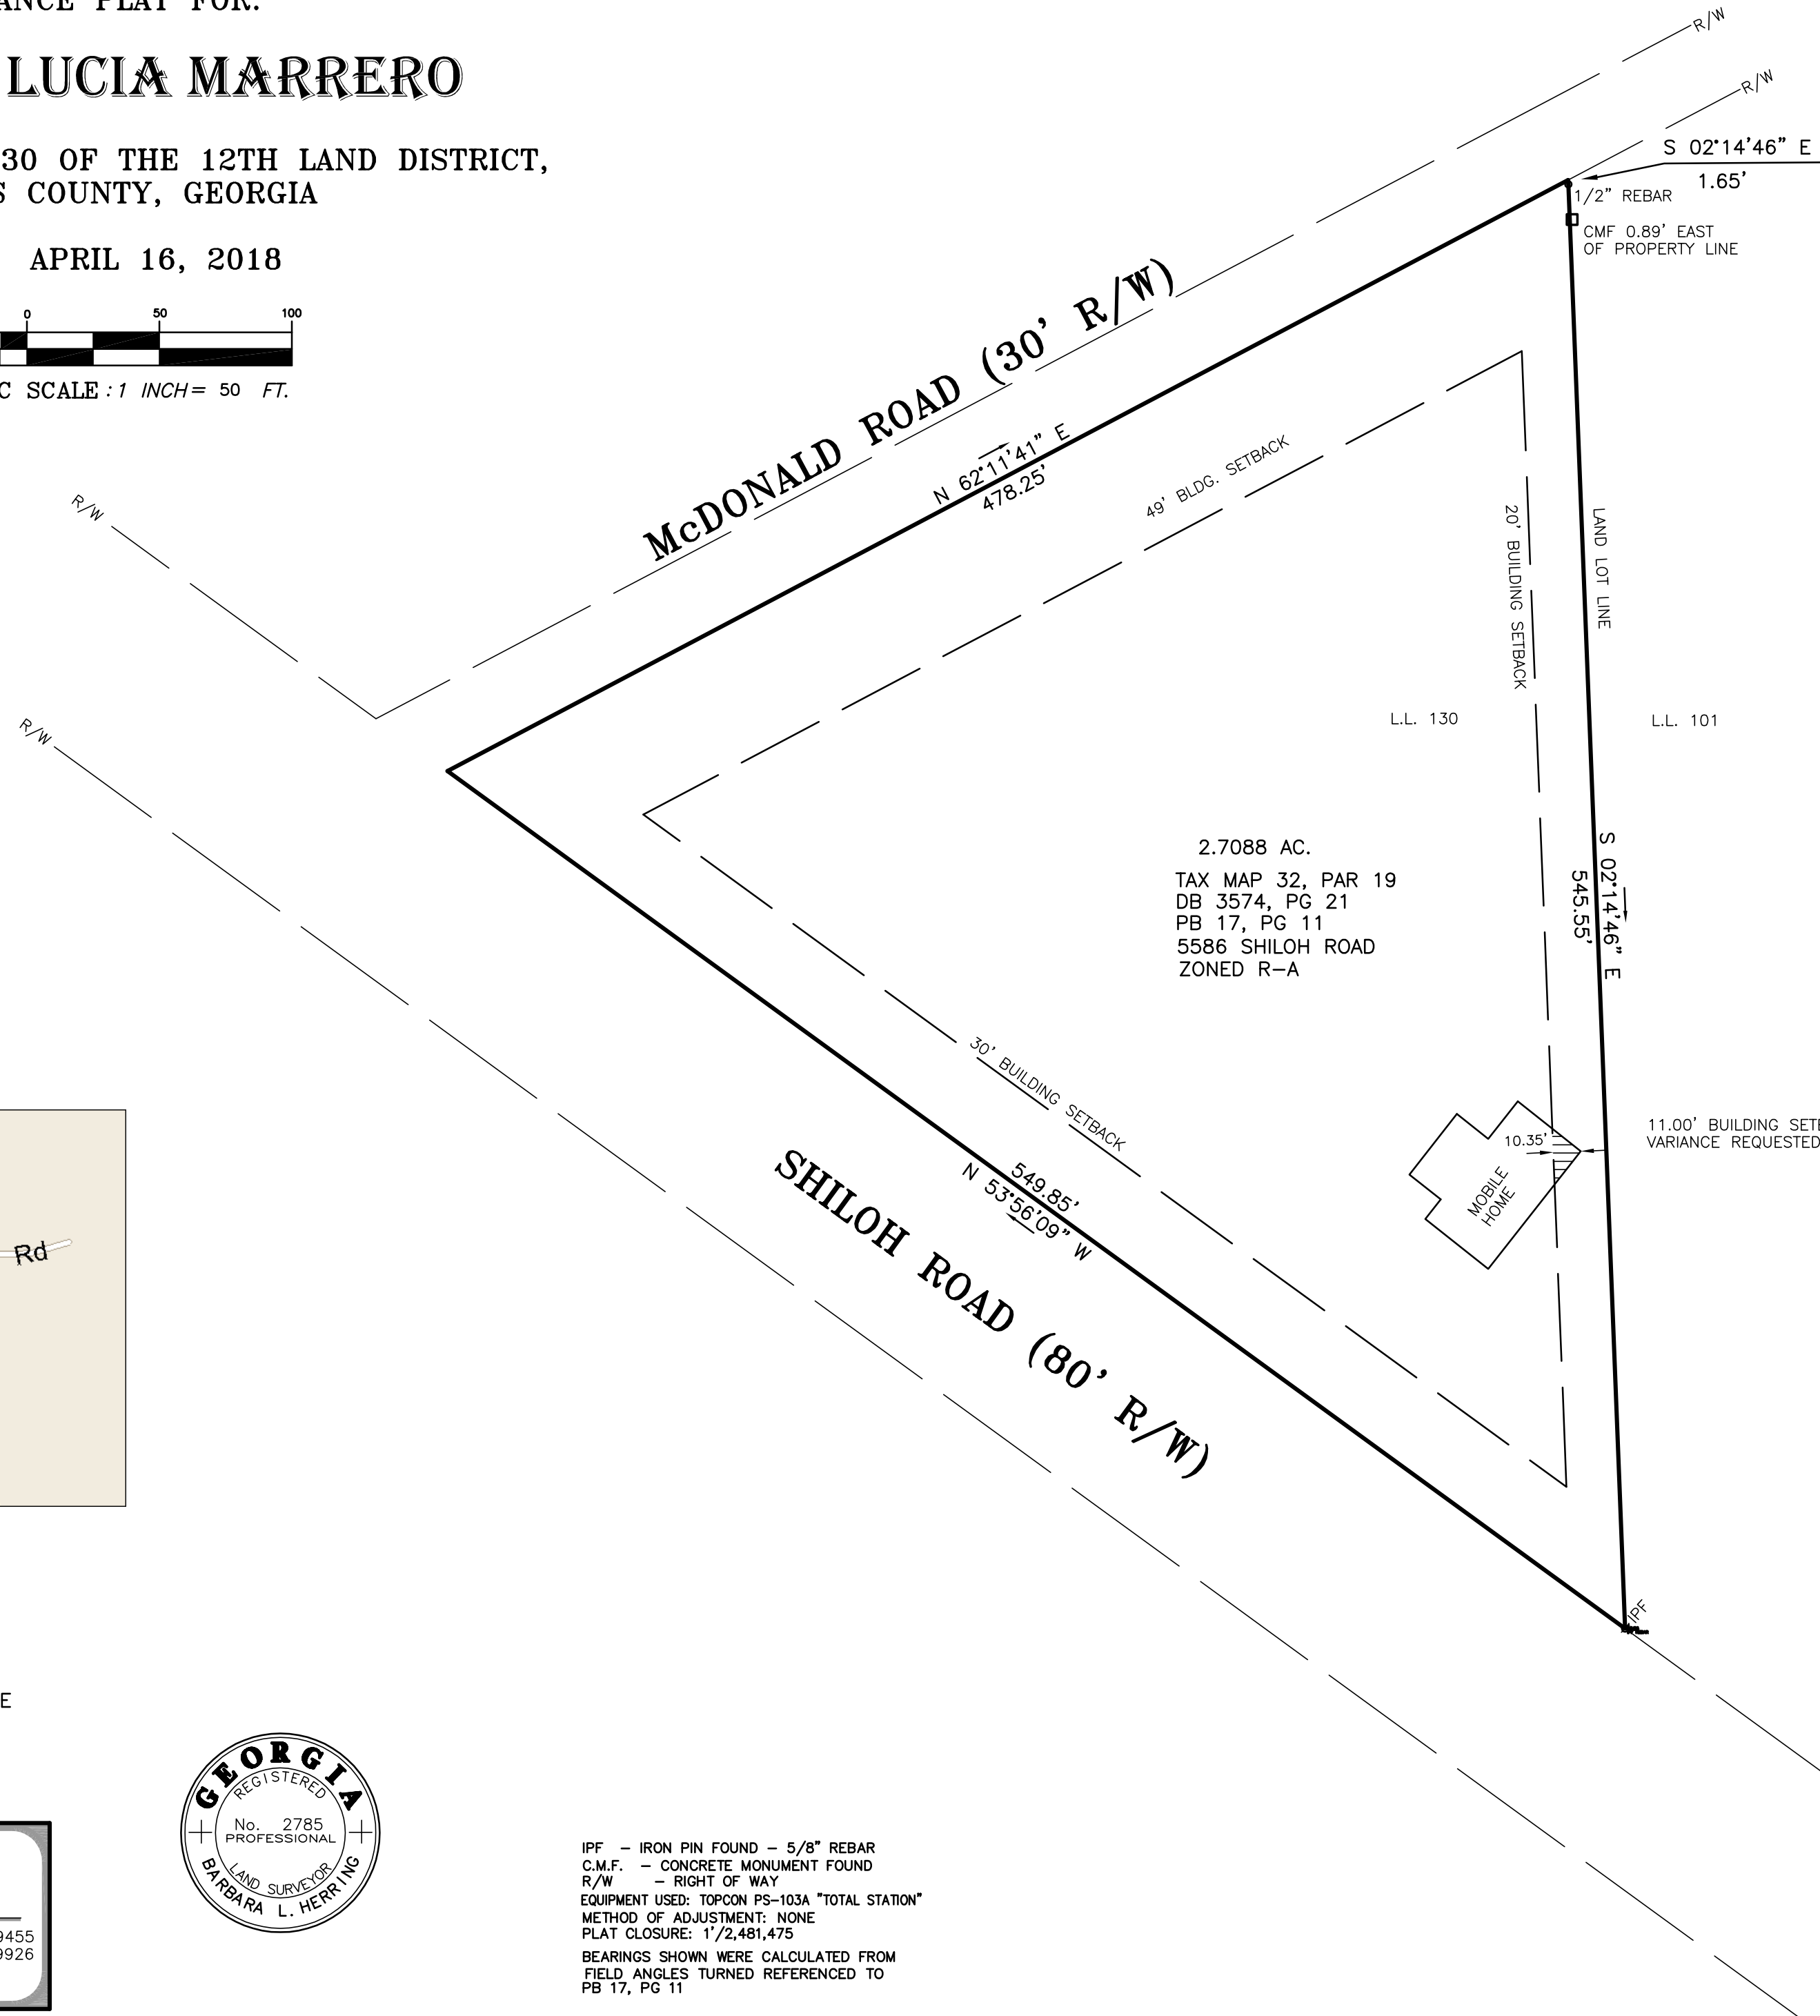 ANCE PLAT FOR:
LUCIA MARRERO
30 OF THE 12TH LAND DISTRICT,
S COUNTY, GEORGIA
APRIL 16, 2018
0 50 100
C SCALE : 1 INCH= 50 FT.
R/W
R/W
S 02°14'46" E
1.65'
1/2" REBAR
CMF 0.89' EAST
OF PROPERTY LINE
McDONALD ROAD (30' R/W)
N 62°11'41" E
478.25'
49' BLDG. SETBACK
R/W
R/W
20' BUILDING SETBACK
LAND LOT LINE
L.L. 130
L.L. 101
2.7088 AC.
TAX MAP 32, PAR 19
DB 3574, PG 21
PB 17, PG 11
5586 SHILOH ROAD
ZONED R-A
S 02°14'46" E
545.55'
30' BUILDING SETBACK
10.35'
MOBILE
HOME
11.00' BUILDING SETB
VARIANCE REQUESTED
549.85'
N 53°56'09" W
SHILOH ROAD (80' R/W)
Rd
IPF
E
GEORGIA
REGISTERED
No. 2785
PROFESSIONAL
LAND SURVEYOR
BARBARA L. HERRING
9455
9926
IPF - IRON PIN FOUND - 5/8" REBAR
C.M.F. - CONCRETE MONUMENT FOUND
R/W - RIGHT OF WAY
EQUIPMENT USED: TOPCON PS-103A "TOTAL STATION"
METHOD OF ADJUSTMENT: NONE
PLAT CLOSURE: 1'/2,481,475
BEARINGS SHOWN WERE CALCULATED FROM
FIELD ANGLES TURNED REFERENCED TO
PB 17, PG 11